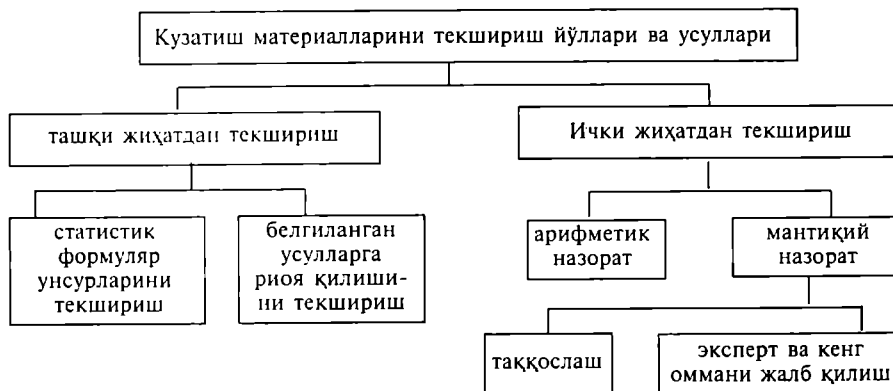 Кузатиш материалларини текшириш йўллари ва усуллари
ташқи жиҳатдан текшириш
Ички жиҳатдан текшириш
статистик
формуляр
унсурларини
текшириш
белгиланган
усулларга
риоя қилиши-
ни текшириш
арифметик
назорат
мантиқий
назорат
таққослаш
эксперт ва кенг
оммани жалб қилиш